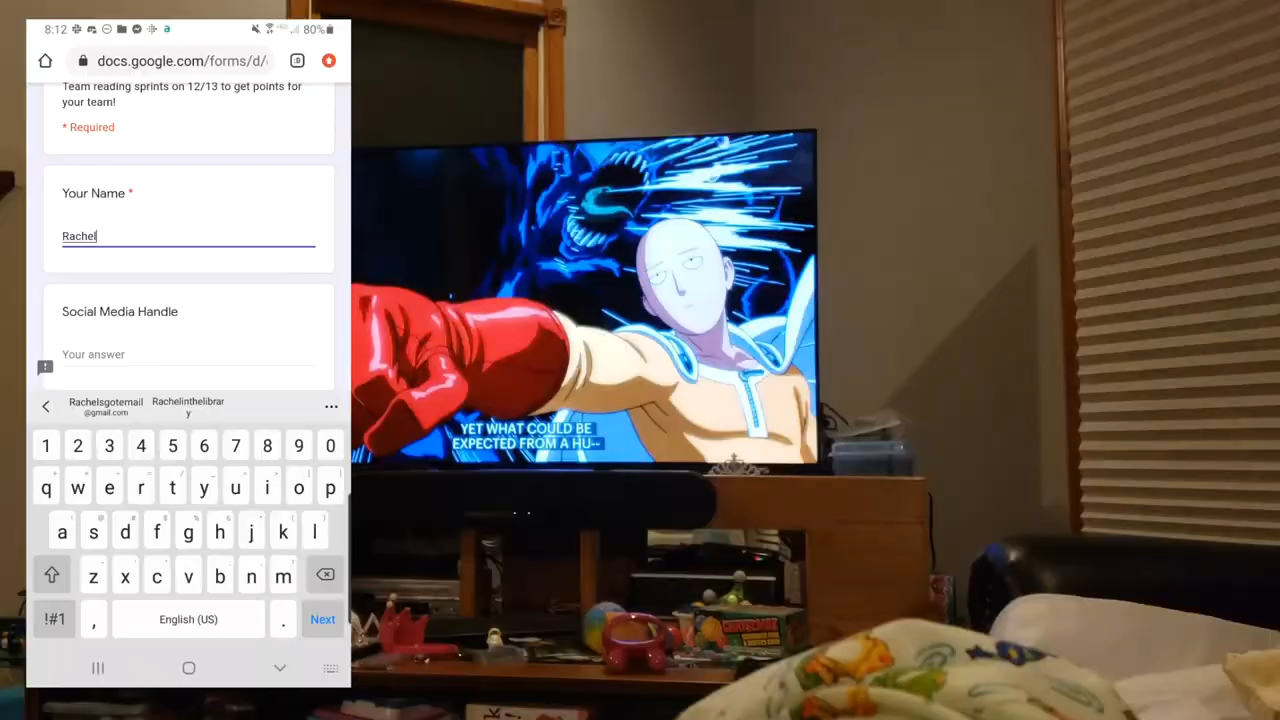 8:12
80%
docs.google.com/forms/d/
Team reading sprints on 12/13 to get points for
your team!
* Required
Your Name *
Rachel
Social Media Handle
Your answer
Rachelsgotemail
@gmail.com
Rachelinthelibrar
y
1 2 3 4 5 6 7 8 9 0
q w e r t y u i o p
a s d f g h j k l
z x c v b n m
!#1 , English (US) . Next
YET WHAT COULD BE
EXPECTED FROM A HU--